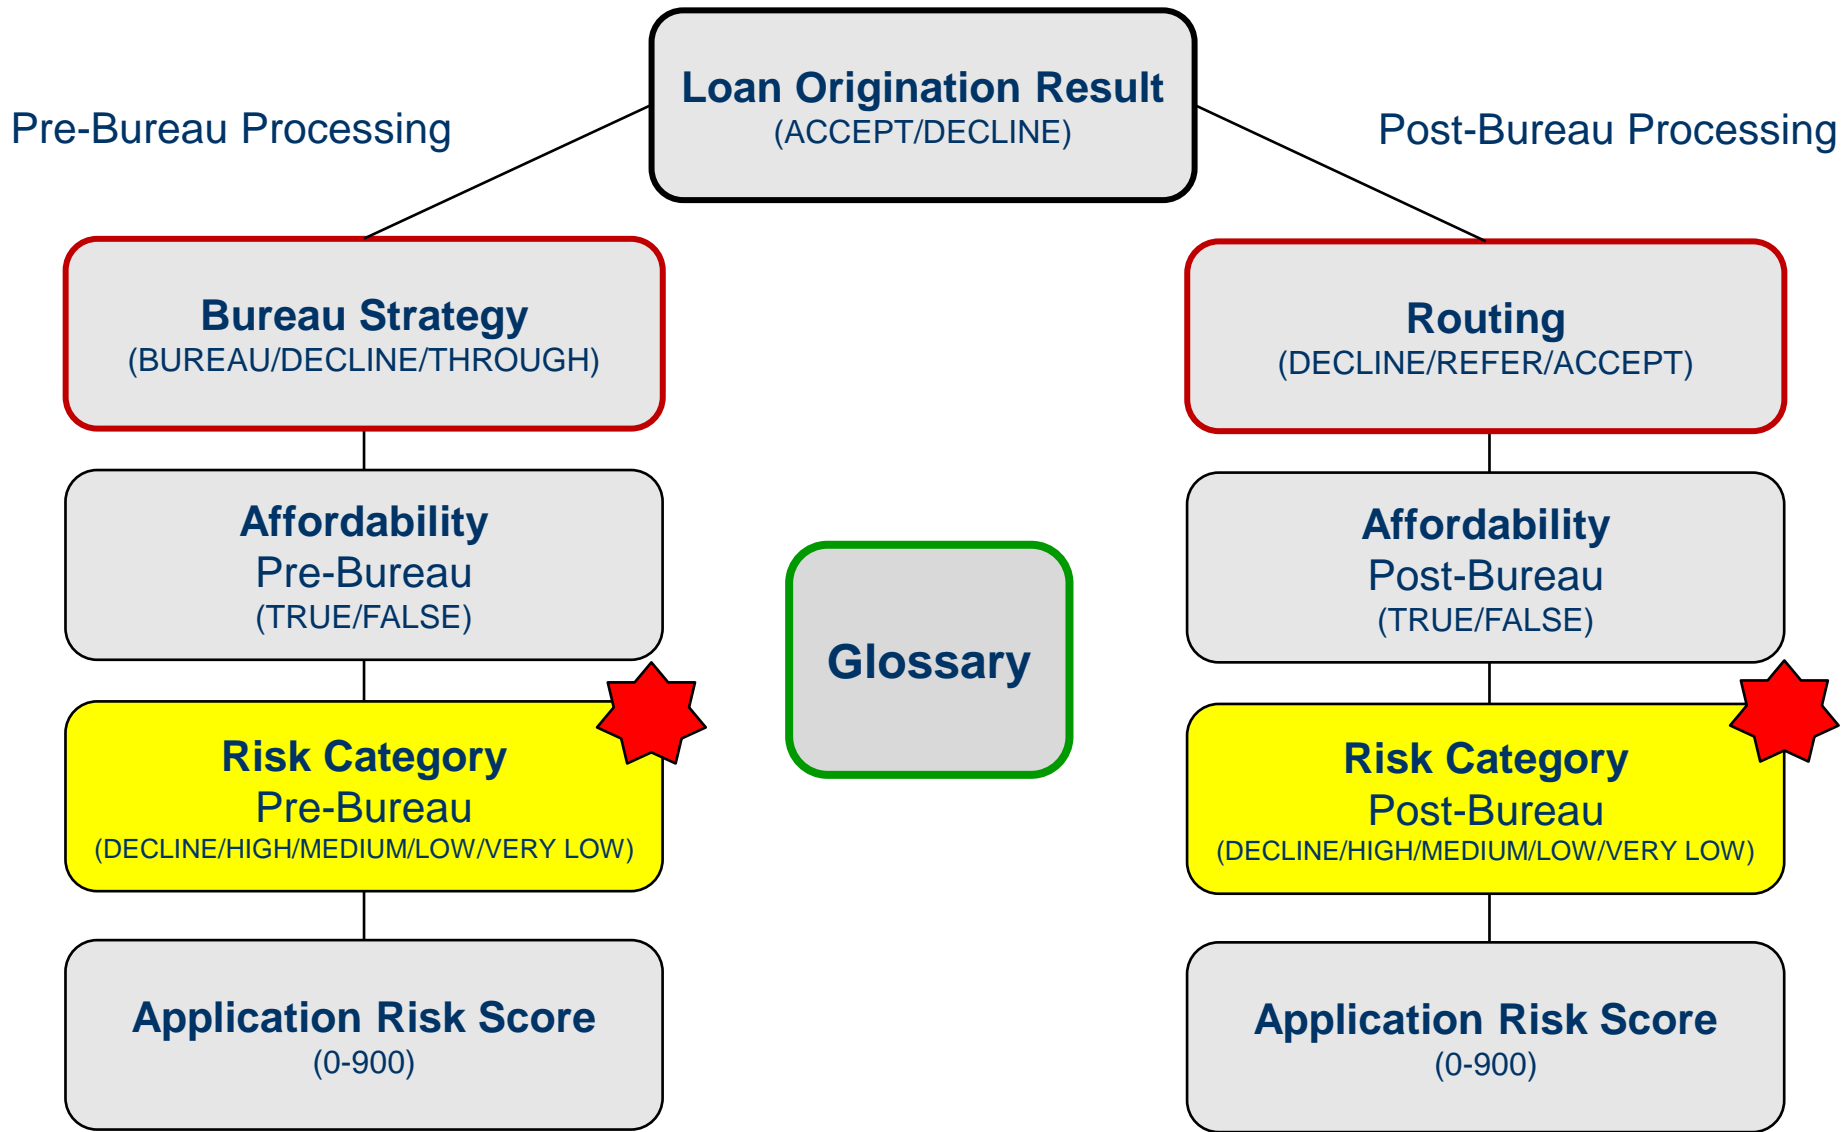 Loan Origination Result
(ACCEPT/DECLINE)
Pre-Bureau Processing
Post-Bureau Processing
Bureau Strategy
(BUREAU/DECLINE/THROUGH)
Affordability
Pre-Bureau
(TRUE/FALSE)
Risk Category
Pre-Bureau
(DECLINE/HIGH/MEDIUM/LOW/VERY LOW)
Application Risk Score
(0-900)
Glossary
Routing
(DECLINE/REFER/ACCEPT)
Affordability
Post-Bureau
(TRUE/FALSE)
Risk Category
Post-Bureau
(DECLINE/HIGH/MEDIUM/LOW/VERY LOW)
Application Risk Score
(0-900)